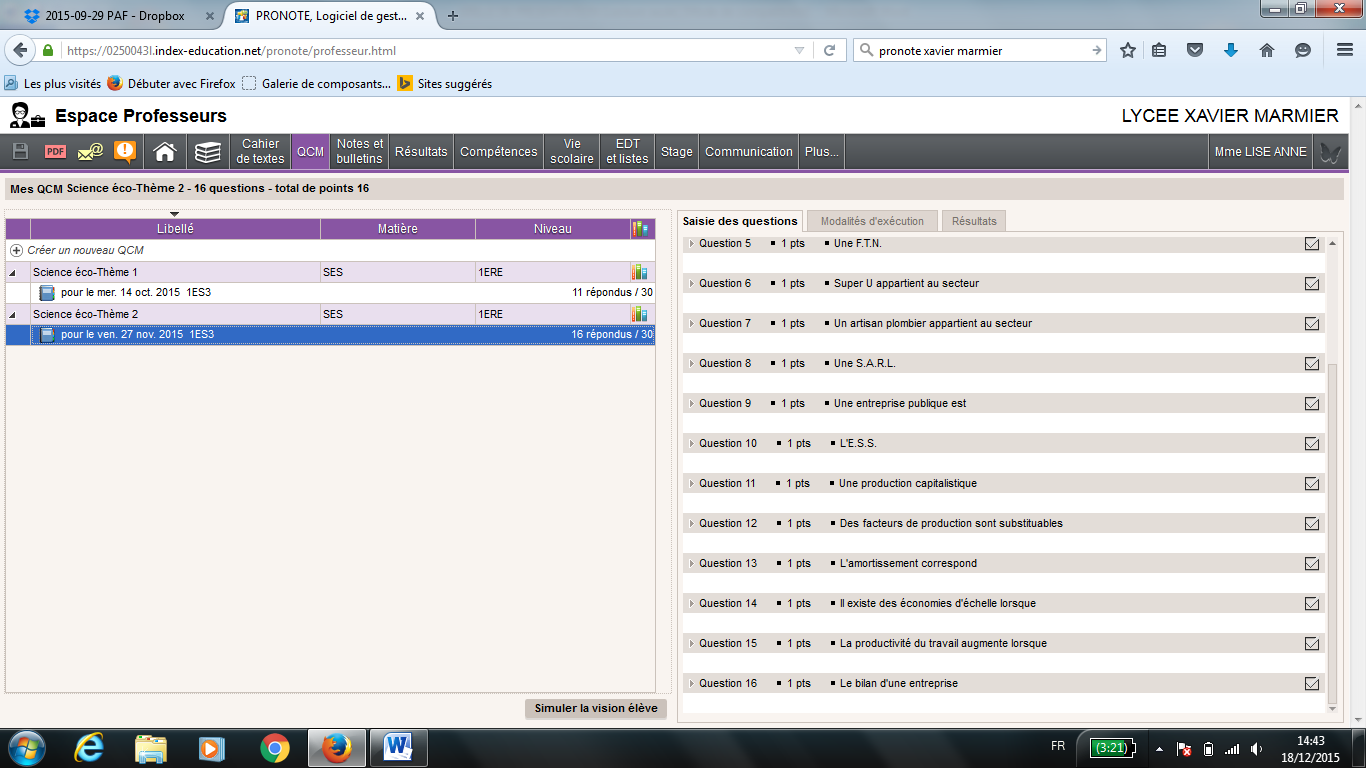 2015-09-29 PAF - Dropbox
PRONOTE, Logiciel de gest...
https://0250043l.index-education.net/pronote/professeur.html
pronote xavier marmier
Les plus visités
Débuter avec Firefox
Galerie de composants...
Sites suggérés
Espace Professeurs
LYCEE XAVIER MARMIER
PDF
Cahier de textes
QCM
Notes et bulletins
Résultats
Compétences
Vie scolaire
EDT et listes
Stage
Communication
Plus...
Mme LISE ANNE
Mes QCM Science éco-Thème 2 - 16 questions - total de points 16
Libellé Matière Niveau
Créer un nouveau QCM
Science éco-Thème 1 SES 1ERE
pour le mer. 14 oct. 2015 1ES3 11 répondus / 30
Science éco-Thème 2 SES 1ERE
pour le ven. 27 nov. 2015 1ES3 16 répondus / 30
Simuler la vision élève
Saisie des questions
Modalités d'exécution
Résultats
Question 5 ▪ 1 pts ▪ Une F.T.N.
Question 6 ▪ 1 pts ▪ Super U appartient au secteur
Question 7 ▪ 1 pts ▪ Un artisan plombier appartient au secteur
Question 8 ▪ 1 pts ▪ Une S.A.R.L.
Question 9 ▪ 1 pts ▪ Une entreprise publique est
Question 10 ▪ 1 pts ▪ L'E.S.S.
Question 11 ▪ 1 pts ▪ Une production capitalistique
Question 12 ▪ 1 pts ▪ Des facteurs de production sont substituables
Question 13 ▪ 1 pts ▪ L'amortissement correspond
Question 14 ▪ 1 pts ▪ Il existe des économies d'échelle lorsque
Question 15 ▪ 1 pts ▪ La productivité du travail augmente lorsque
Question 16 ▪ 1 pts ▪ Le bilan d'une entreprise
FR
(3:21)
14:43
18/12/2015